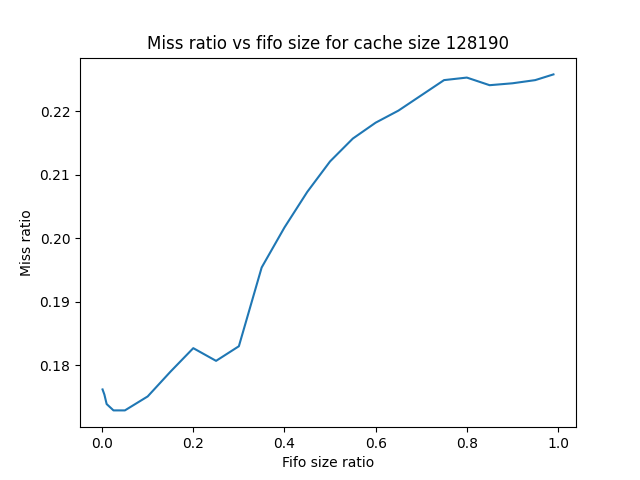 Miss ratio vs fifo size for cache size 128190
0.22
0.21
0.20
0.19
0.18
Miss ratio
0.0 0.2 0.4 0.6 0.8 1.0
Fifo size ratio